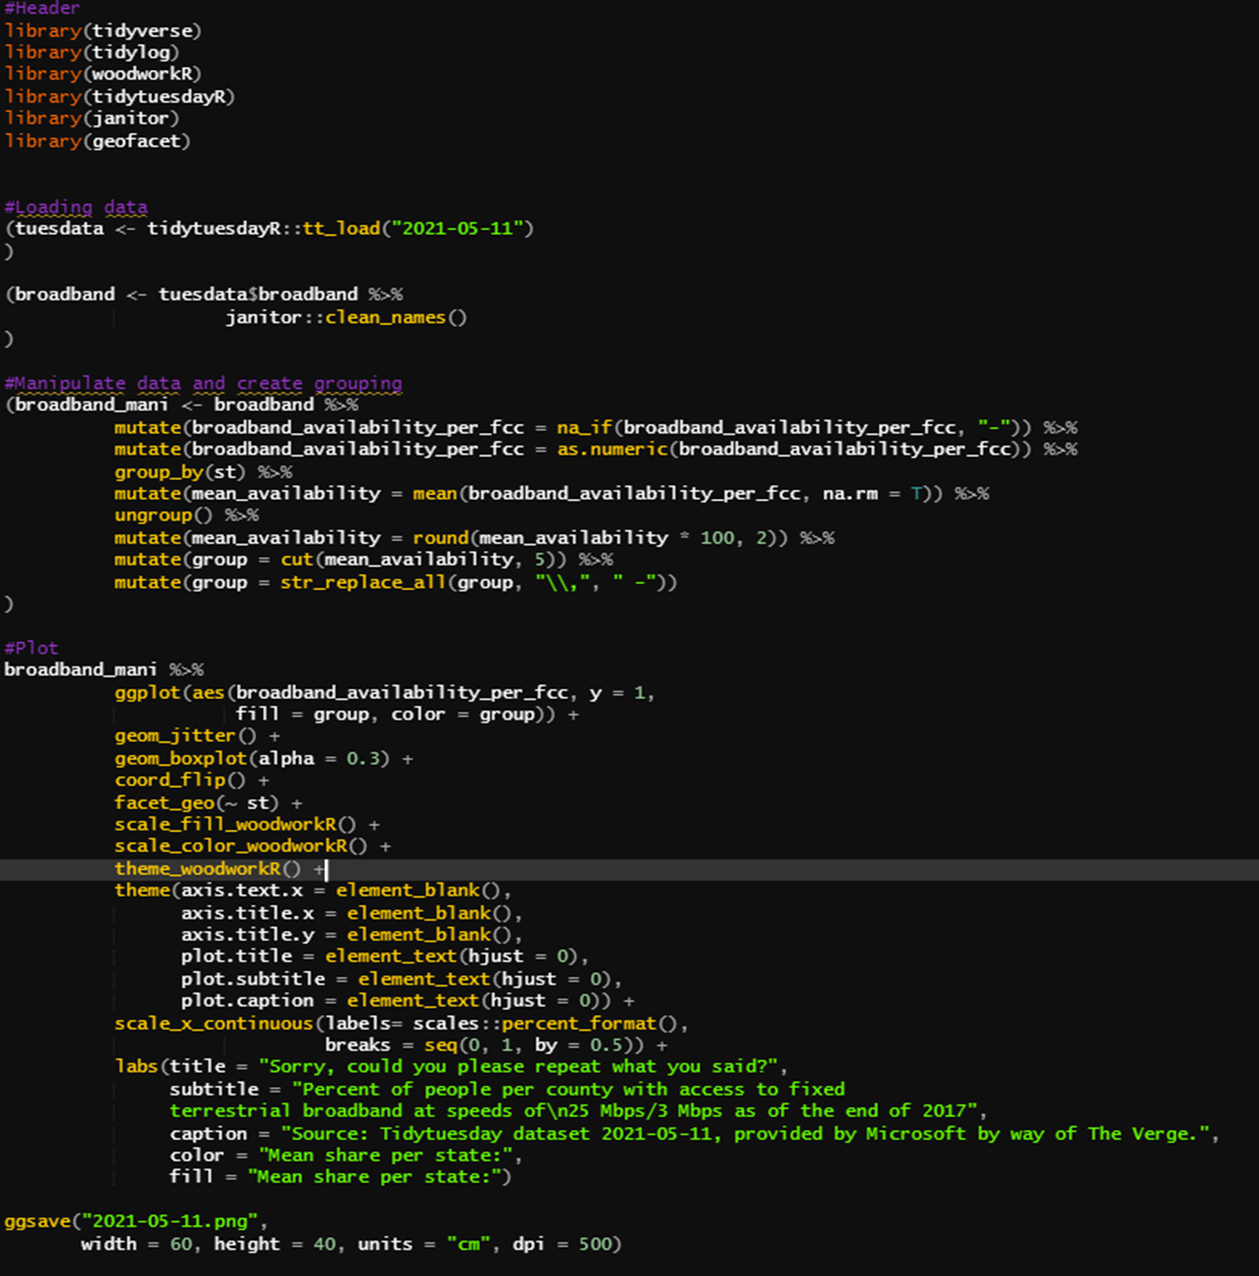 #Header
library(tidyverse)
library(tidylog)
library(woodworkR)
library(tidytuesdayR)
library(janitor)
library(geofacet)
#Loading data
(tuesdata <- tidytuesdayR::tt_load("2021-05-11")
)
(broadband <- tuesdata$broadband %>%
janitor::clean_names()
)
#Manipulate data and create grouping
(broadband_mani <- broadband %>%
mutate(broadband_availability_per_fcc = na_if(broadband_availability_per_fcc, "-")) %>%
mutate(broadband_availability_per_fcc = as.numeric(broadband_availability_per_fcc)) %>%
group_by(st) %>%
mutate(mean_availability = mean(broadband_availability_per_fcc, na.rm = T)) %>%
ungroup() %>%
mutate(mean_availability = round(mean_availability * 100, 2)) %>%
mutate(group = cut(mean_availability, 5)) %>%
mutate(group = str_replace_all(group, "\\,", " -"))
)
#Plot
broadband_mani %>%
ggplot(aes(broadband_availability_per_fcc, y = 1,
fill = group, color = group)) +
geom_jitter() +
geom_boxplot(alpha = 0.3) +
coord_flip() +
facet_geo(~ st) +
scale_fill_woodworkR() +
scale_color_woodworkR() +
theme_woodworkR() +
theme(axis.text.x = element_blank(),
axis.title.x = element_blank(),
axis.title.y = element_blank(),
plot.title = element_text(hjust = 0),
plot.subtitle = element_text(hjust = 0),
plot.caption = element_text(hjust = 0)) +
scale_x_continuous(labels= scales::percent_format(),
breaks = seq(0, 1, by = 0.5)) +
labs(title = "Sorry, could you please repeat what you said?",
subtitle = "Percent of people per county with access to fixed
terrestrial broadband at speeds of\n25 Mbps/3 Mbps as of the end of 2017",
caption = "Source: Tidytuesday dataset 2021-05-11, provided by Microsoft by way of The Verge.",
color = "Mean share per state:",
fill = "Mean share per state:")
ggsave("2021-05-11.png",
width = 60, height = 40, units = "cm", dpi = 500)